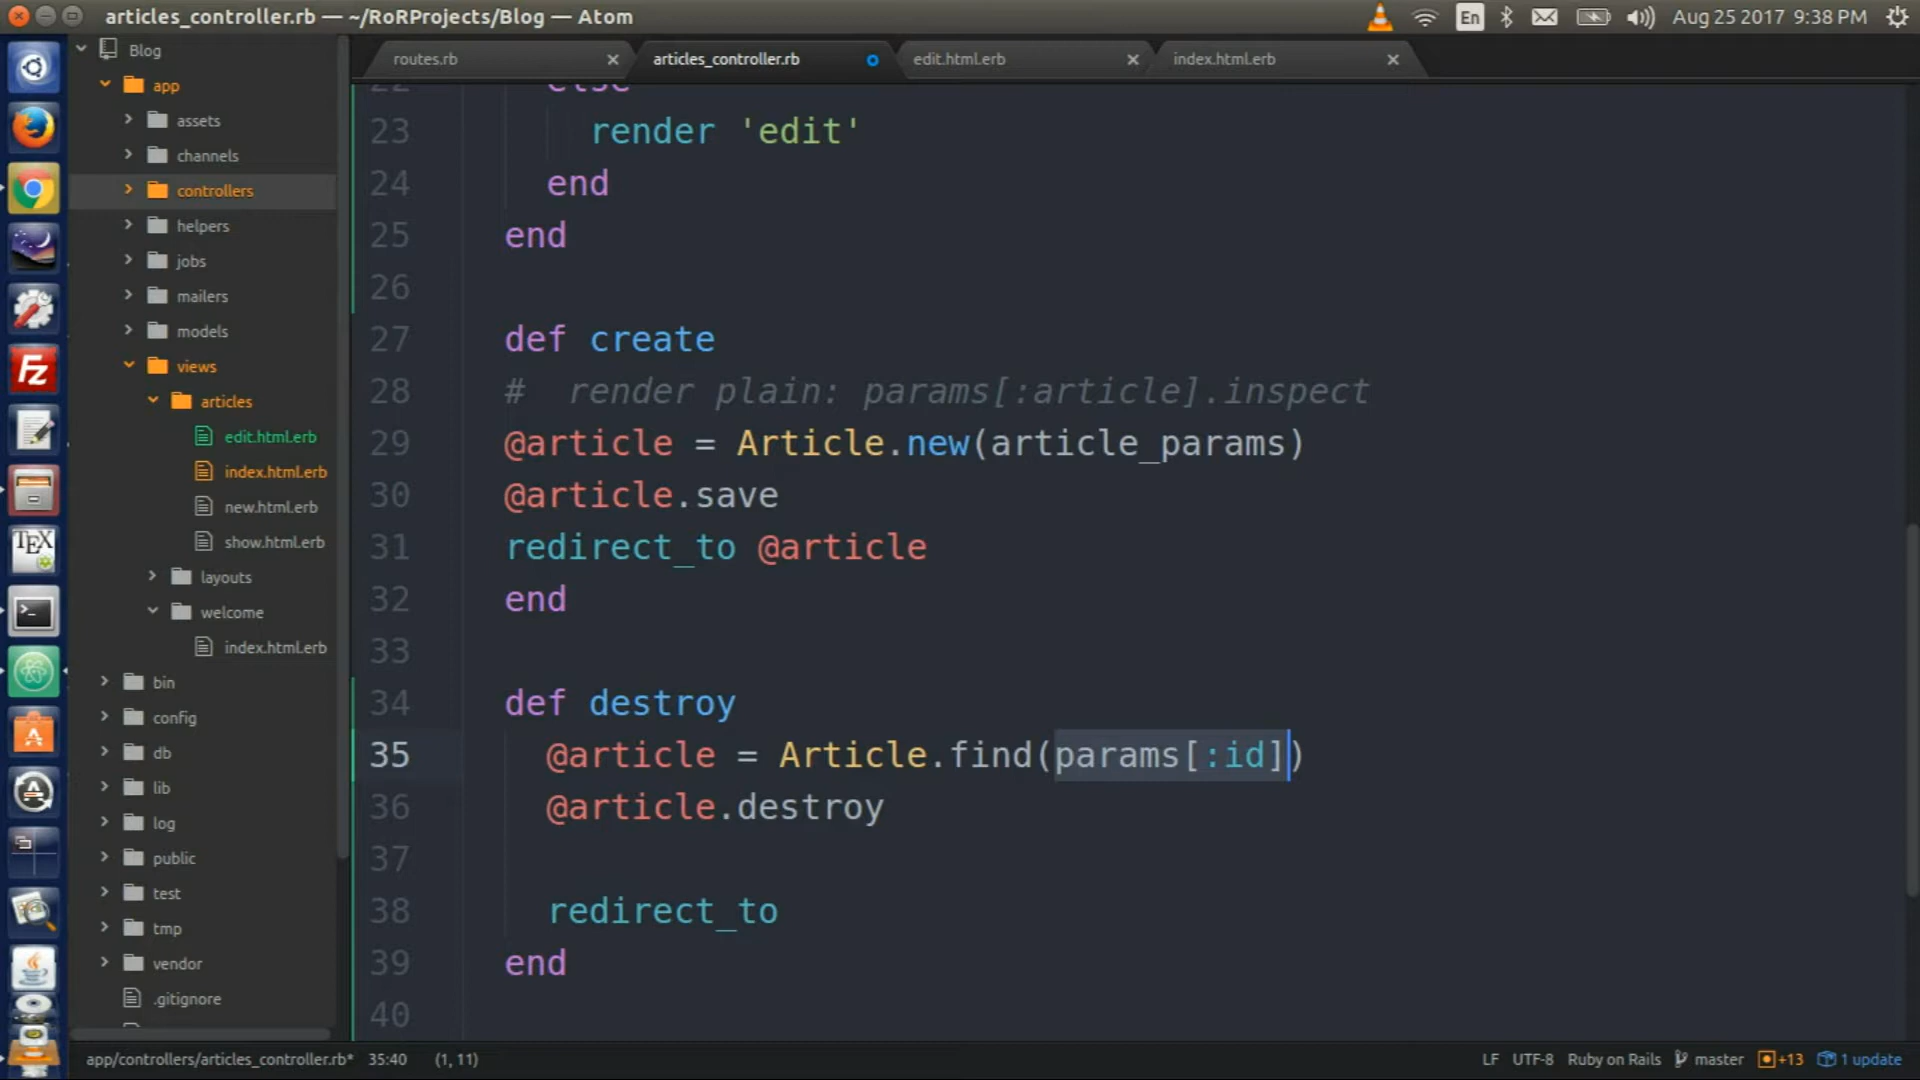 articles_controller.rb — ~/RoRProjects/Blog — Atom
En
Aug 25 2017 9:38 PM
Blog
app
assets
channels
controllers
helpers
jobs
mailers
models
views
articles
edit.html.erb
index.html.erb
new.html.erb
show.html.erb
layouts
welcome
index.html.erb
bin
config
db
lib
log
public
test
tmp
vendor
.gitignore
routes.rb
articles_controller.rb
edit.html.erb
index.html.erb
22 else
23 render 'edit'
24 end
25 end
26
27 def create
28 # render plain: params[:article].inspect
29 @article = Article.new(article_params)
30 @article.save
31 redirect_to @article
32 end
33
34 def destroy
35 @article = Article.find(params[:id])
36 @article.destroy
37
38 redirect_to
39 end
40
app/controllers/articles_controller.rb* 35:40 (1, 11)
LF UTF-8 Ruby on Rails master +13 1 update
Fz
TEX